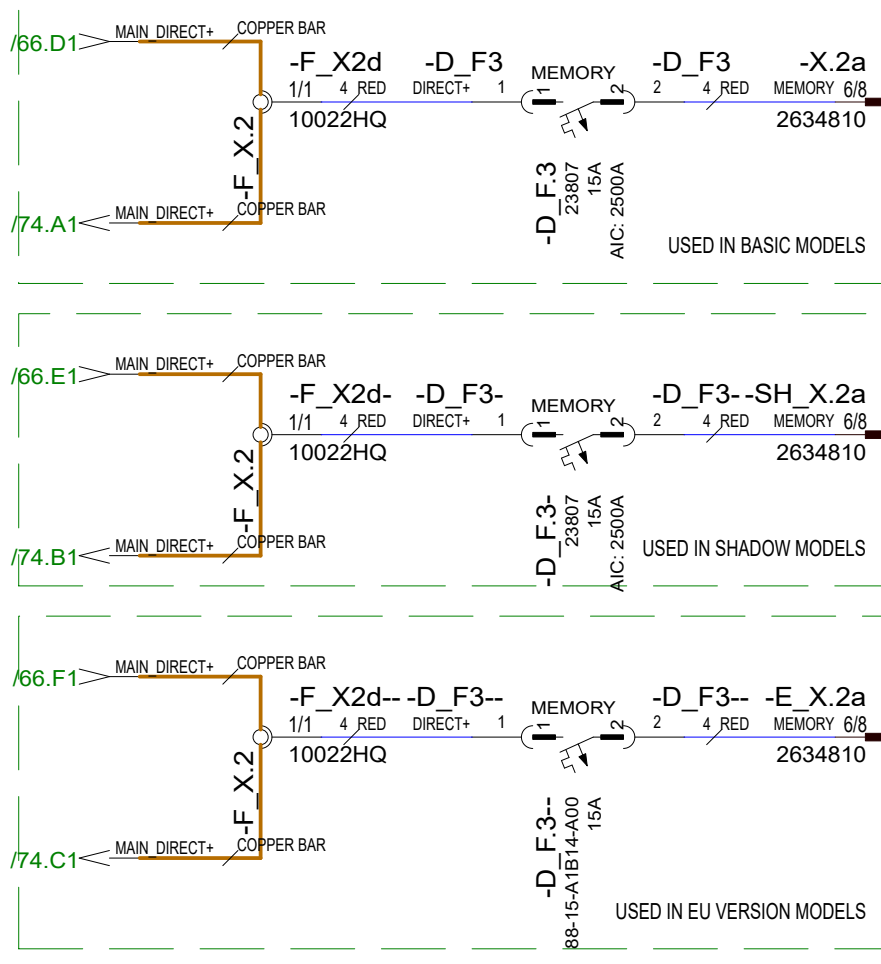 /66.D1 MAIN_DIRECT+ COPPER BAR
-F_X2d -D_F3 MEMORY -D_F3 -X.2a
1/1 4 RED DIRECT+ 1 1 2 2 4 RED MEMORY 6/8
10022HQ 2634810
-F_X.2
-D_F.3
23807
15A
AIC: 2500A
/74.A1 MAIN_DIRECT+ COPPER BAR
USED IN BASIC MODELS
/66.E1 MAIN_DIRECT+ COPPER BAR
-F_X2d- -D_F3- MEMORY -D_F3- -SH_X.2a
1/1 4 RED DIRECT+ 1 1 2 2 4 RED MEMORY 6/8
10022HQ 2634810
-F_X.2
-D_F.3-
23807
15A
AIC: 2500A
/74.B1 MAIN_DIRECT+ COPPER BAR
USED IN SHADOW MODELS
/66.F1 MAIN_DIRECT+ COPPER BAR
-F_X2d-- -D_F3-- MEMORY -D_F3-- -E_X.2a
1/1 4 RED DIRECT+ 1 1 2 2 4 RED MEMORY 6/8
10022HQ 2634810
-F_X.2
-D_F.3--
88-15-A1B14-A00
15A
/74.C1 MAIN_DIRECT+ COPPER BAR
USED IN EU VERSION MODELS